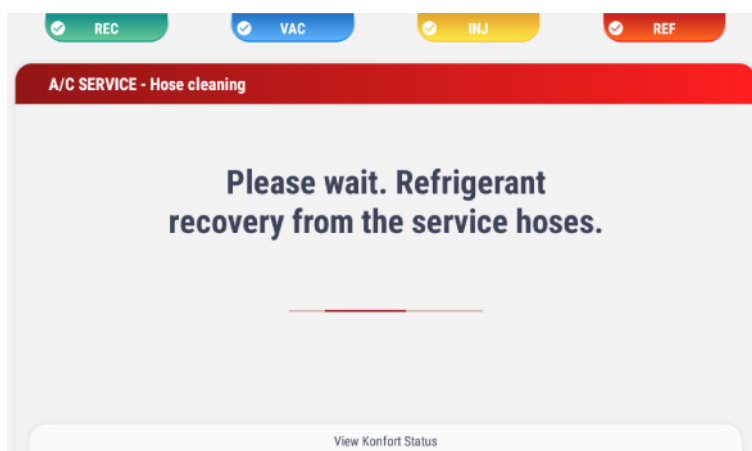 REC VAC INJ REF
A/C SERVICE - Hose cleaning
Please wait. Refrigerant
recovery from the service hoses.
View Konfort Status